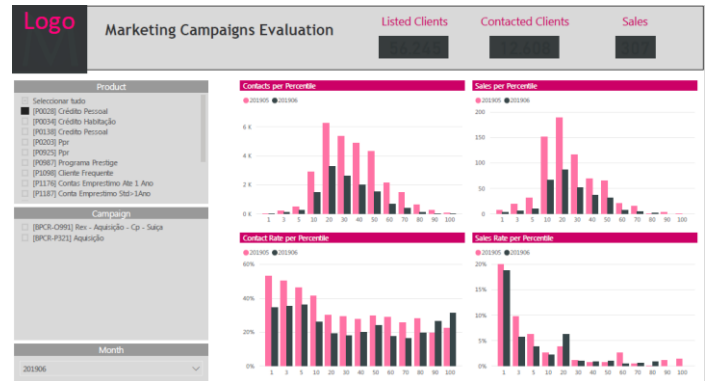 Logo
Marketing Campaigns Evaluation
Listed Clients
Contacted Clients
Sales
56.245
12.608
307
Product
Seleccionar tudo
[P0028] Crédito Pessoal
[P0034] Crédito Habitação
[P0138] Credito Pessoal
[P0203] Ppr
[P0925] Ppr
[P0987] Programa Prestige
[P1098] Cliente Frequente
[P1176] Contas Emprestimo Ate 1 Ano
[P1187] Conta Emprestimo Std>1Ano
Campaign
[BPCR-O991] Rex - Aquisição - Cp - Suiça
[BPCR-P321] Aquisição
Month
201906
Contacts per Percentile
201905 201906
6 K
4 K
2 K
0 K
1 3 5 10 20 30 40 50 60 70 80 90 100
Sales per Percentile
201905 201906
200
150
100
50
0
1 3 5 10 20 30 40 50 60 70 80 90 100
Contact Rate per Percentile
201905 201906
60%
40%
20%
0%
1 3 5 10 20 30 40 50 60 70 80 90 100
Sales Rate per Percentile
201905 201906
20%
15%
10%
5%
0%
1 3 5 10 20 30 40 50 60 70 80 90 100